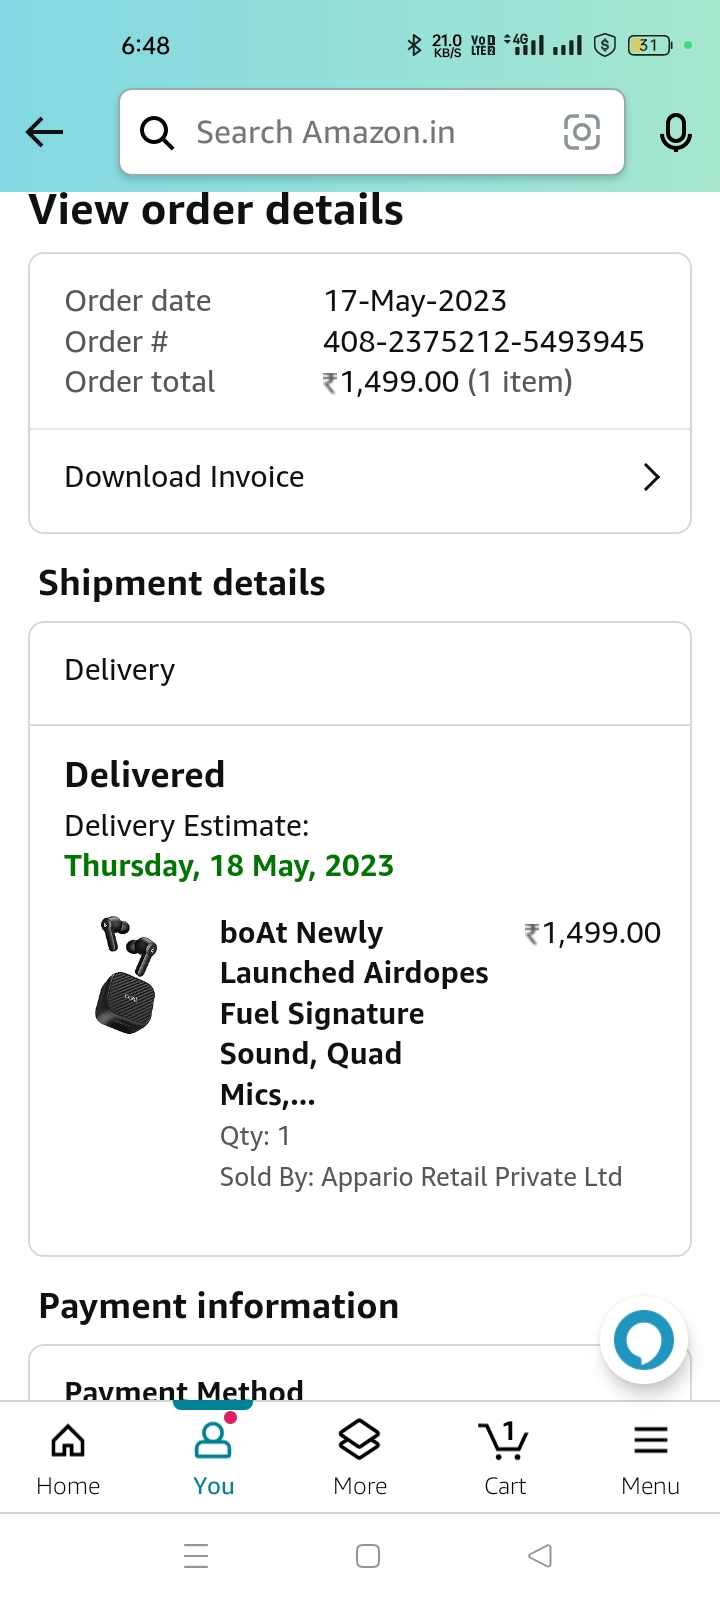 6:48
21.0 KB/S
VoD LTE2
4G
31
Search Amazon.in
View order details
Order date 17-May-2023
Order # 408-2375212-5493945
Order total ₹1,499.00 (1 item)
Download Invoice
Shipment details
Delivery
Delivered
Delivery Estimate:
Thursday, 18 May, 2023
boAt Newly ₹1,499.00
Launched Airdopes
Fuel Signature
Sound, Quad
Mics,...
Qty: 1
Sold By: Appario Retail Private Ltd
Payment information
Payment Method
1
Home You More Cart Menu